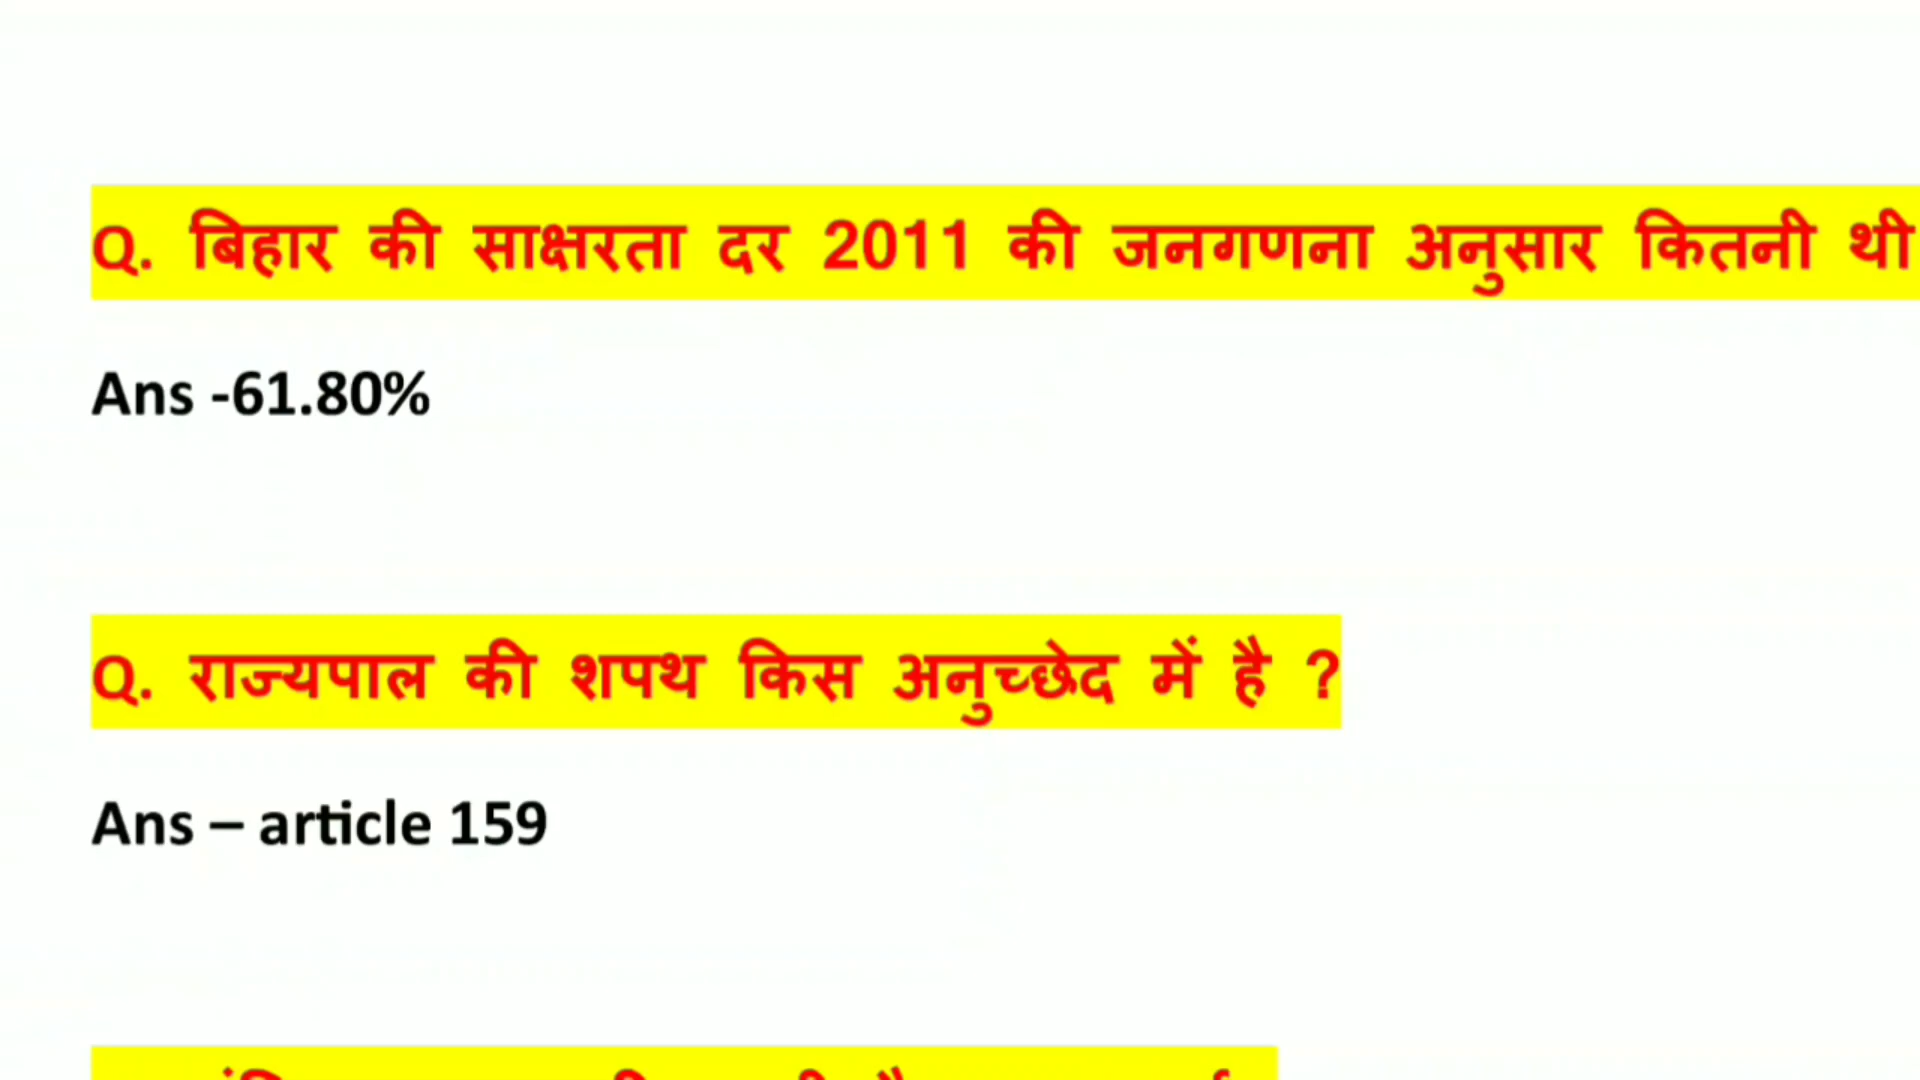 Q. बिहार की साक्षरता दर 2011 की जनगणना अनुसार कितनी थी
Ans -61.80%
Q. राज्यपाल की शपथ किस अनुच्छेद में है ?
Ans – article 159